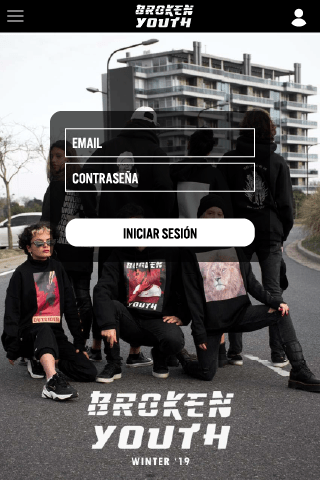 BROKEN
YOUTH
EMAIL
CONTRASEÑA
INICIAR SESIÓN
BROKEN
YOUTH
WINTER '19